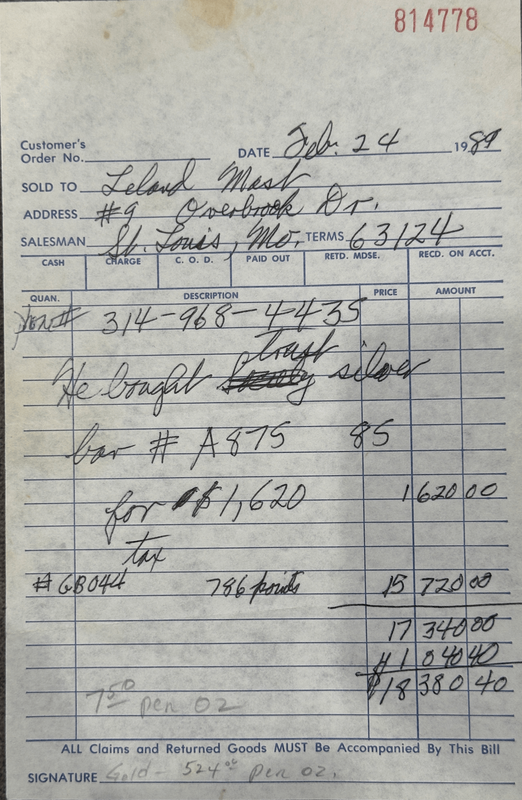 814778
Customer's
Order No. DATE Feb. 24 1989
SOLD TO Leland Mast
ADDRESS #9 Overbrook Dr.
SALESMAN St. Louis, Mo. TERMS 63124
CASH CHARGE C. O. D. PAID OUT RETD. MDSE. RECD. ON ACCT.
QUAN. DESCRIPTION PRICE AMOUNT
314-968-4435
trust
He bought silver
bar # A875 85
for $1,620 1620 00
tax
#GB044 786 points 15 720 00
17 340 00
#1 040 40
$18 380 40
7 50 per oz
ALL Claims and Returned Goods MUST Be Accompanied By This Bill
SIGNATURE Gold - 524 00 per oz.